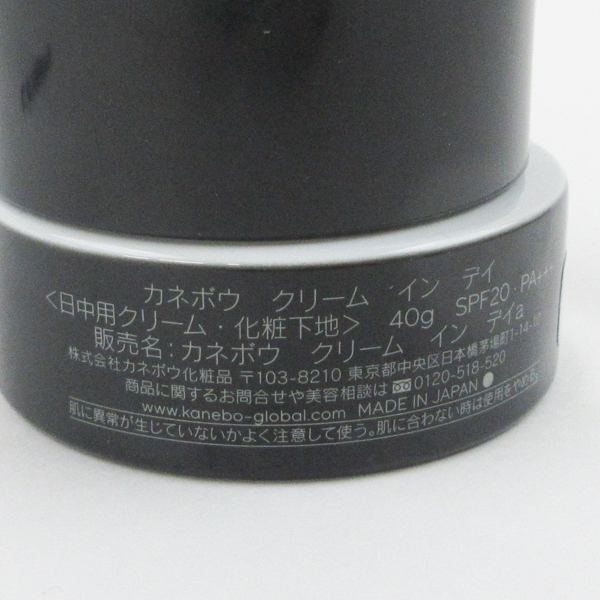 カネボウ クリーム イン デイ
<日中用クリーム・化粧下地> 40g SPF20・PA+++
販売名:カネボウ クリーム イン デイa
株式会社カネボウ化粧品 〒103-8210 東京都中央区日本橋茅場町1-14-10
商品に関するお問合せや美容相談は 0120-518-520
www.kanebo-global.com MADE IN JAPAN
肌に異常が生じていないかよく注意して使う。肌に合わない時は使用をやめる。